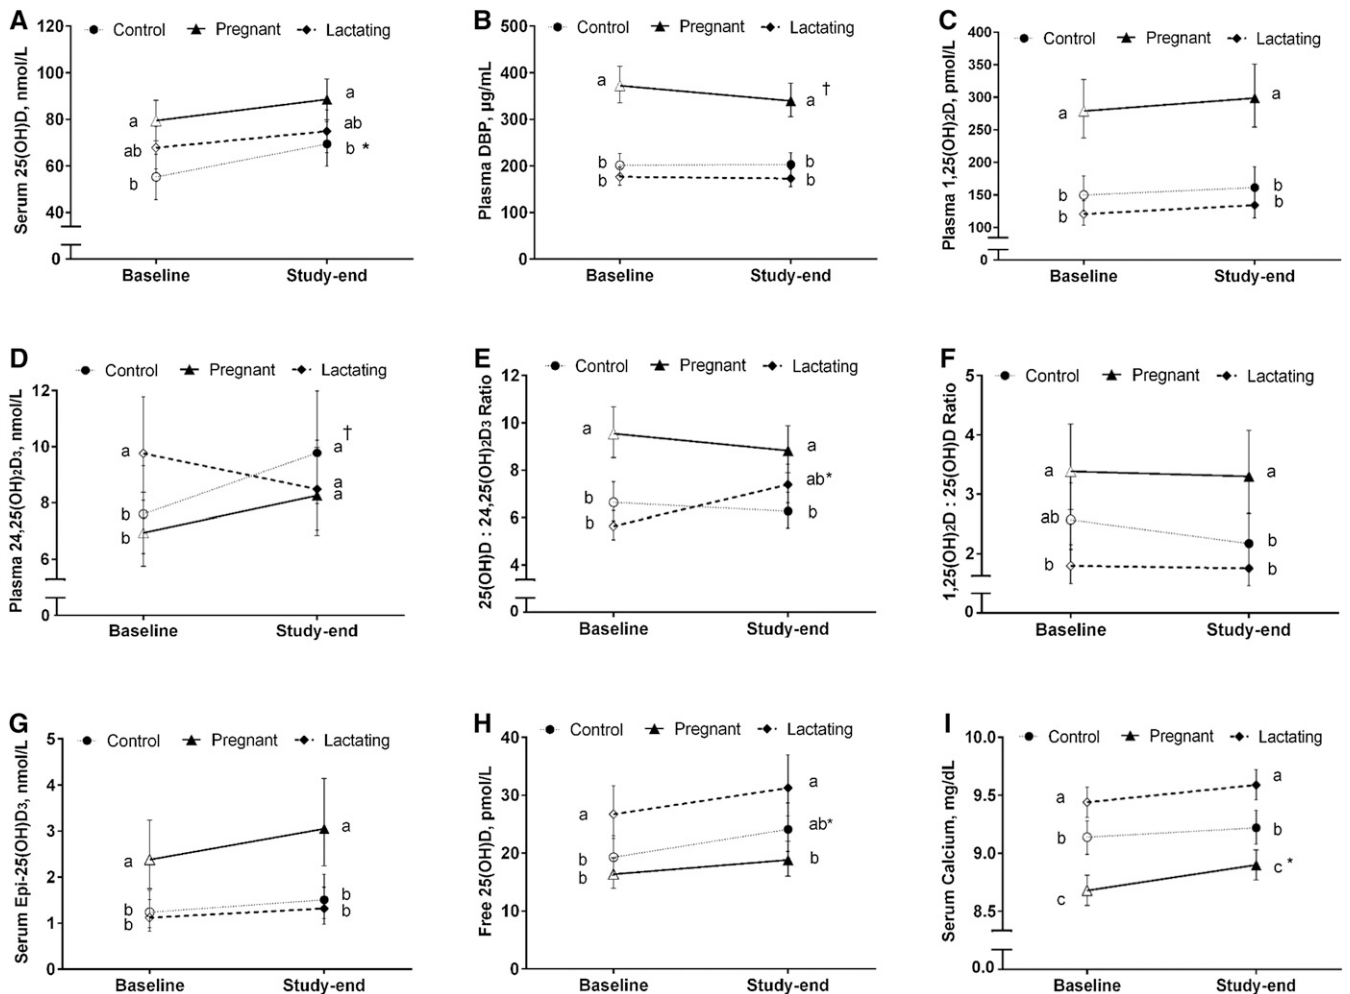 A
Control Pregnant Lactating
Serum 25(OH)D, nmol/L
120
100
80
60
40
0
a
ab
b
a
ab
b *
Baseline Study-end
B
Control Pregnant Lactating
Plasma DBP, µg/mL
500
400
300
200
100
0
a
b
b
a †
b
b
Baseline Study-end
C
Control Pregnant Lactating
Plasma 1,25(OH)₂D, pmol/L
400
350
300
250
200
150
100
0
a
b
b
a
b
b
Baseline Study-end
D
Control Pregnant Lactating
Plasma 24,25(OH)₂D₃, nmol/L
12
10
8
6
0
a
b
b
a †
a
a
Baseline Study-end
E
Control Pregnant Lactating
25(OH)D : 24,25(OH)₂D₃ Ratio
12
10
8
6
4
0
a
b
b
a
ab*
b
Baseline Study-end
F
Control Pregnant Lactating
1,25(OH)₂D : 25(OH)D Ratio
5
4
3
2
0
a
ab
b
a
b
b
Baseline Study-end
G
Control Pregnant Lactating
Serum Epi-25(OH)D₃, nmol/L
5
4
3
2
1
0
a
b
b
a
b
b
Baseline Study-end
H
Control Pregnant Lactating
Free 25(OH)D, pmol/L
40
30
20
10
0
a
b
b
a
ab*
b
Baseline Study-end
I
Control Pregnant Lactating
Serum Calcium, mg/dL
10.0
9.5
9.0
8.5
0.0
a
b
c
a
b
c *
Baseline Study-end